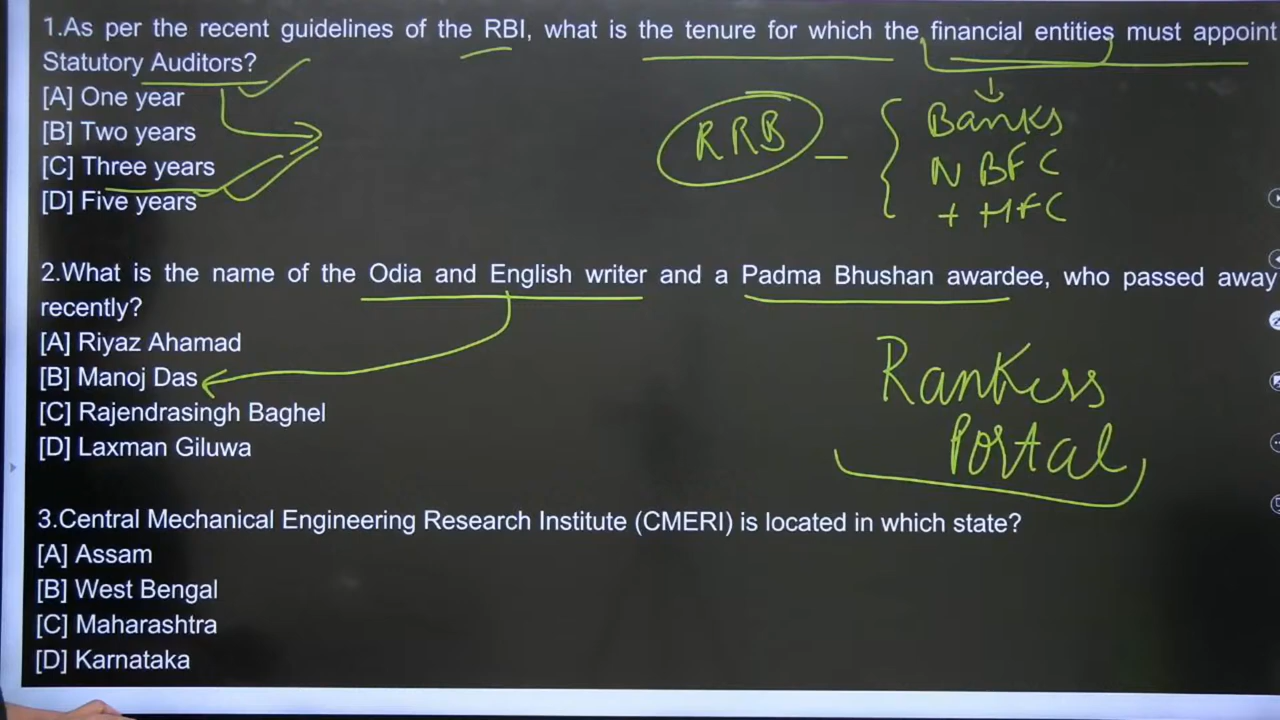 1.As per the recent guidelines of the RBI, what is the tenure for which the financial entities must appoint
Statutory Auditors?
[A] One year
[B] Two years
[C] Three years
[D] Five years
RRB –
Banks
NBFC
+ HFC
2.What is the name of the Odia and English writer and a Padma Bhushan awardee, who passed away
recently?
[A] Riyaz Ahamad
[B] Manoj Das
[C] Rajendrasingh Baghel
[D] Laxman Giluwa
Rankers
Portal
3.Central Mechanical Engineering Research Institute (CMERI) is located in which state?
[A] Assam
[B] West Bengal
[C] Maharashtra
[D] Karnataka